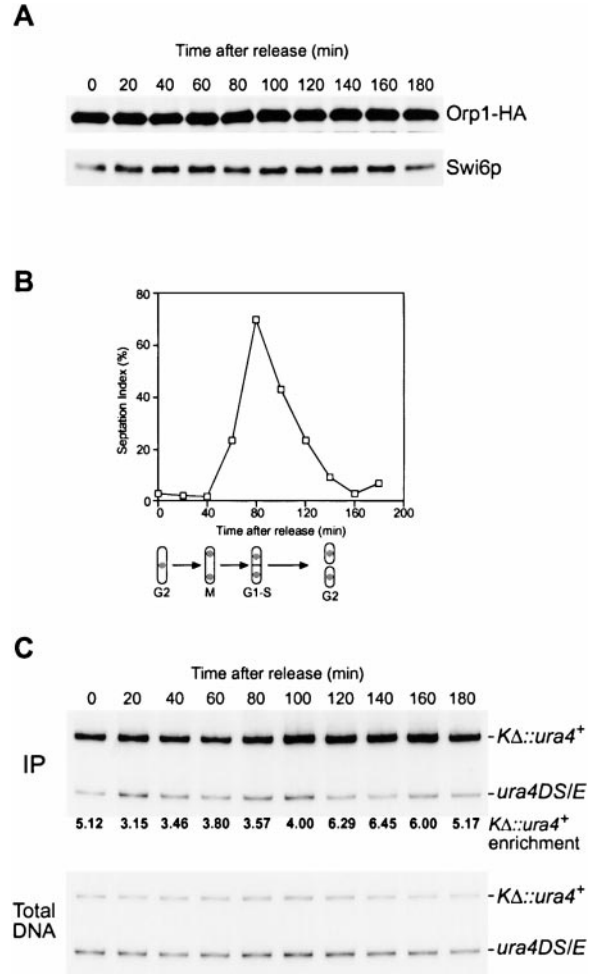 A
Time after release (min)
0 20 40 60 80 100 120 140 160 180
Orp1-HA
Swi6p
B
80
60
40
20
0
Septation Index (%)
0 40 80 120 160 200
Time after release (min)
G2 M G1-S G2
C
Time after release (min)
0 20 40 60 80 100 120 140 160 180
IP
-KΔ::ura4+
-ura4DS/E
5.12 3.15 3.46 3.80 3.57 4.00 6.29 6.45 6.00 5.17 KΔ::ura4+
enrichment
Total
DNA
-KΔ::ura4+
-ura4DS/E